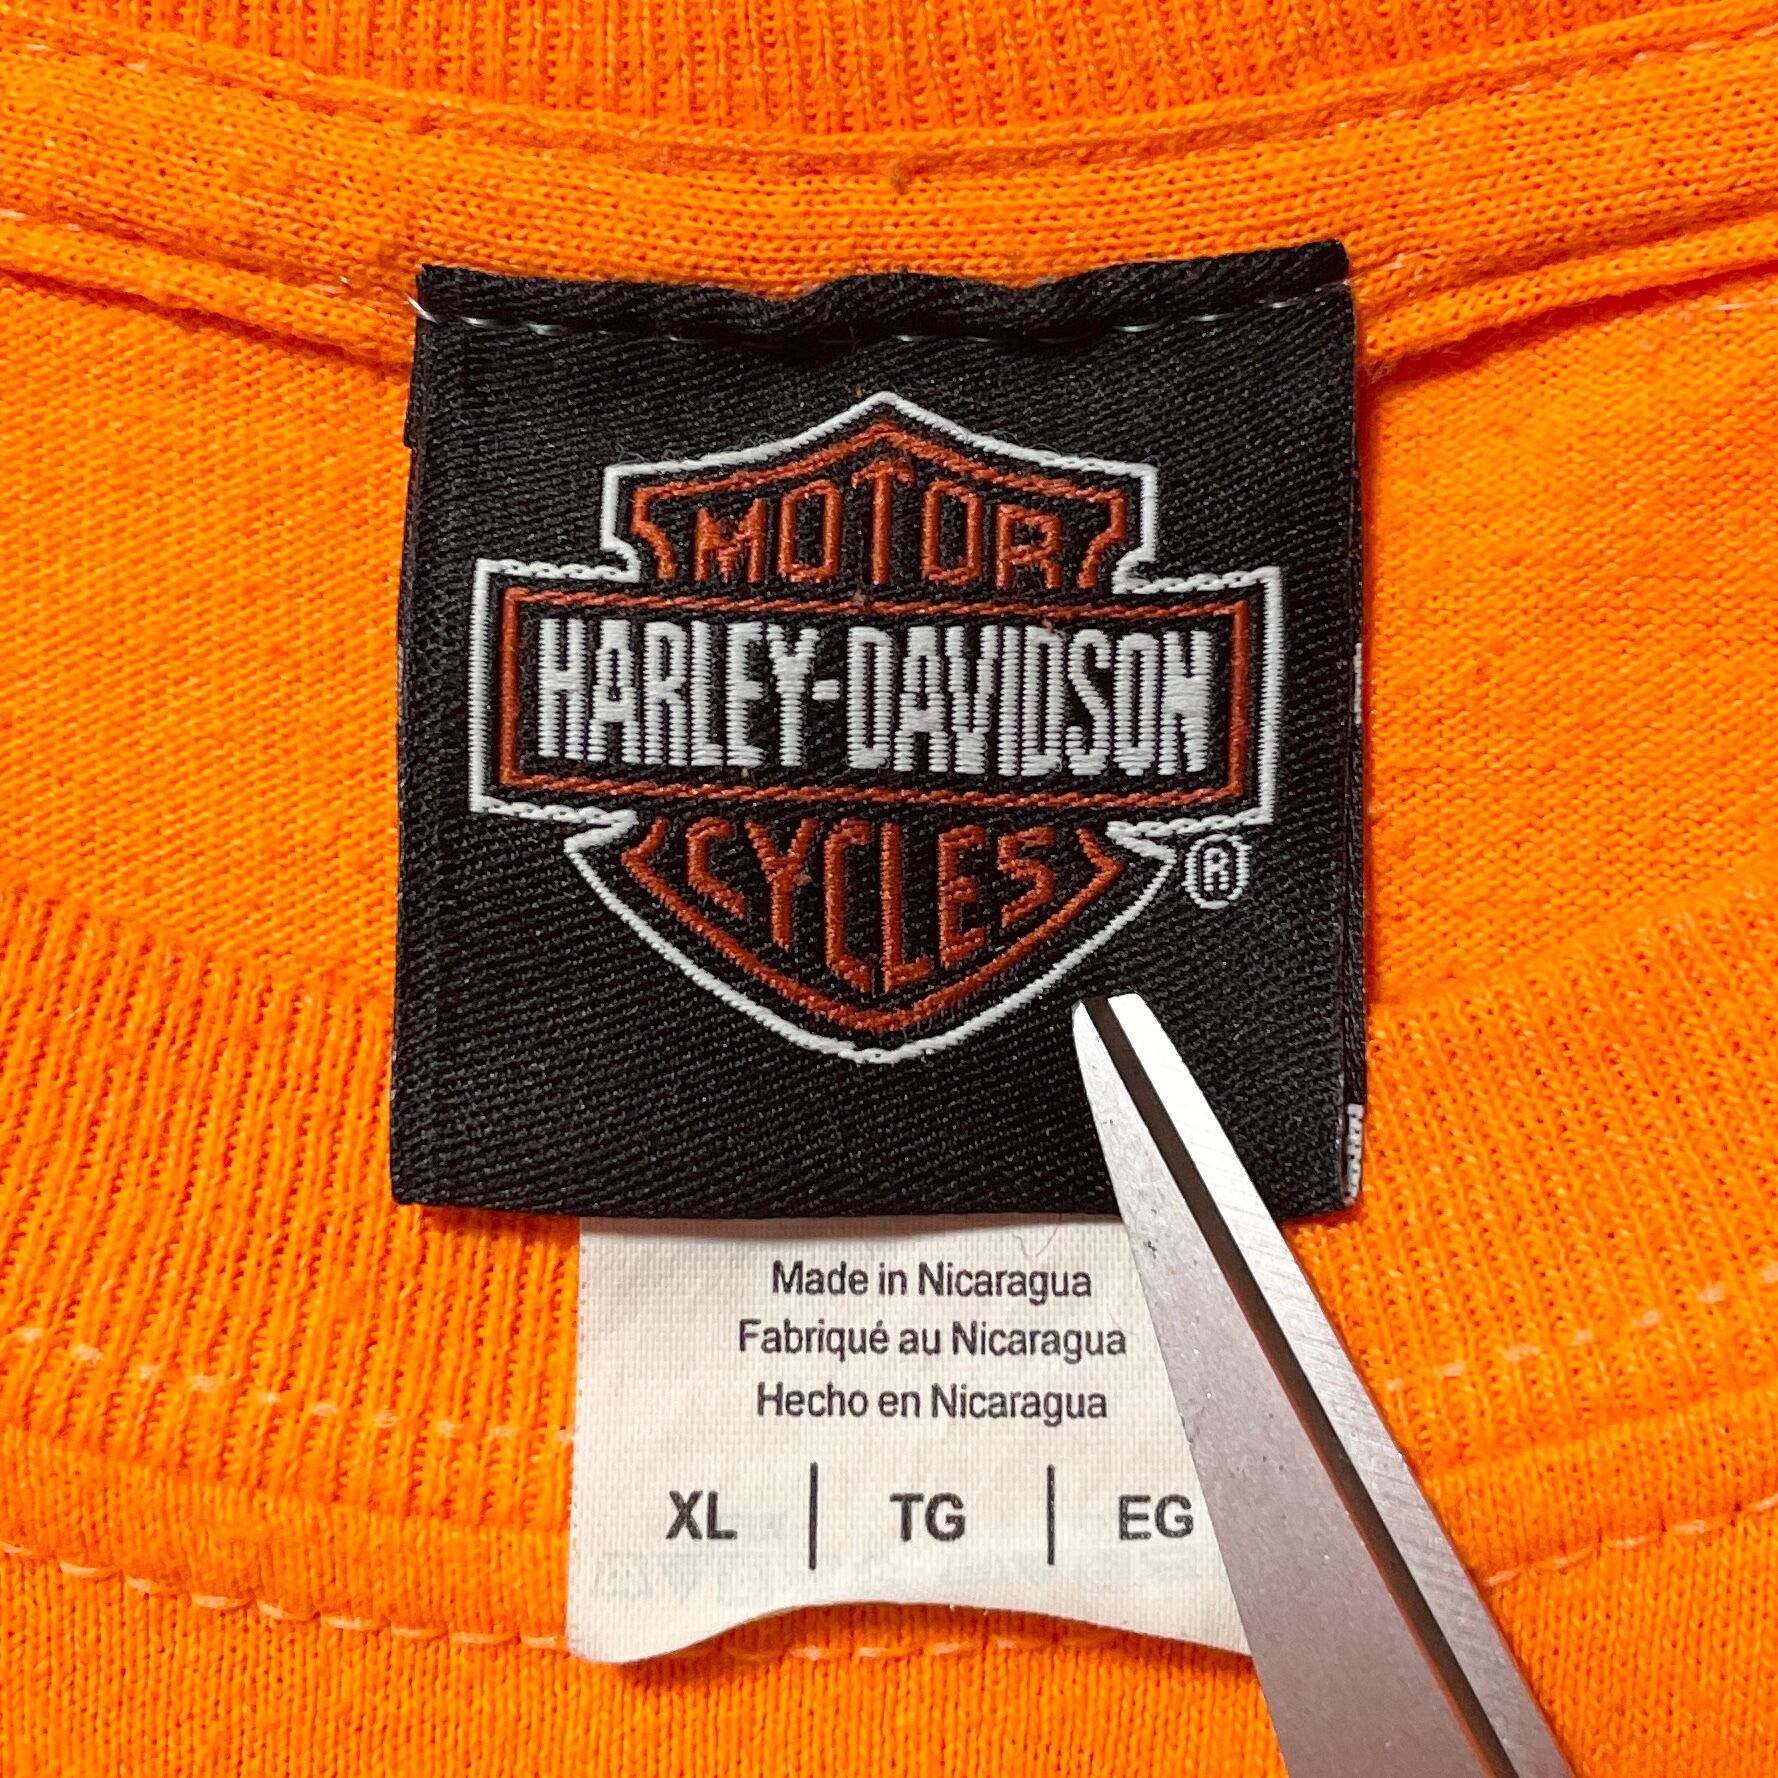 MOTOR
HARLEY-DAVIDSON
CYCLES
®
Made in Nicaragua
Fabriqué au Nicaragua
Hecho en Nicaragua
XL | TG | EG